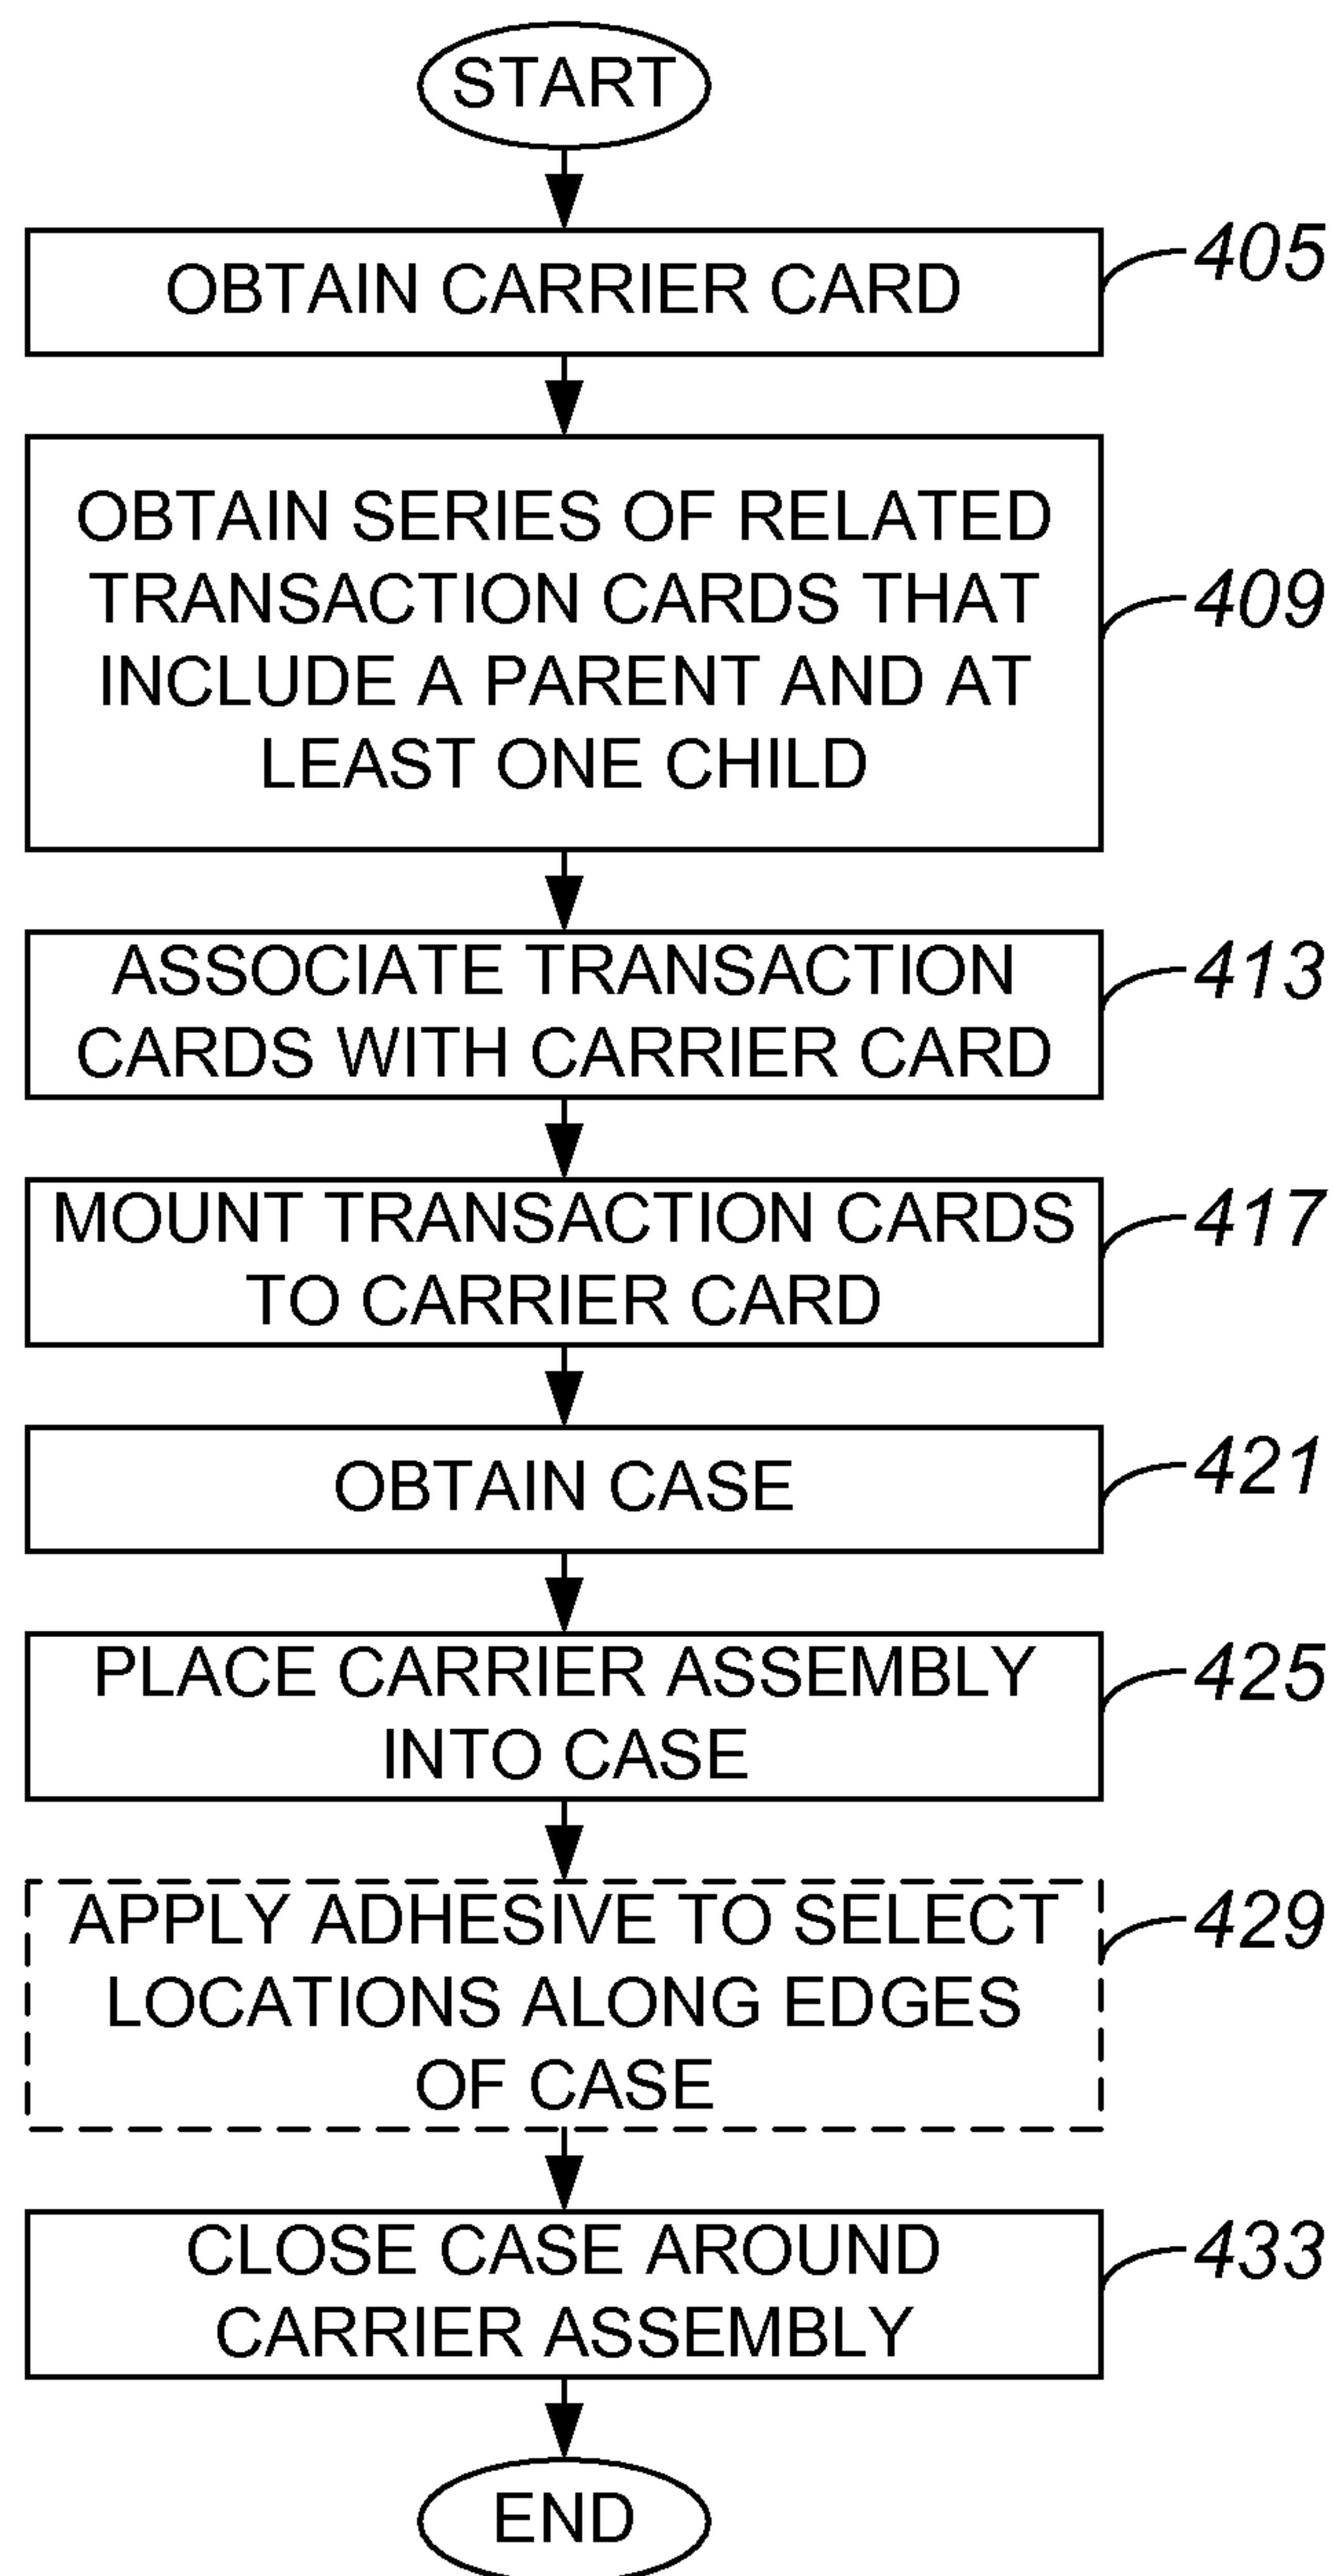 START
OBTAIN CARRIER CARD
405
OBTAIN SERIES OF RELATED
TRANSACTION CARDS THAT
INCLUDE A PARENT AND AT
LEAST ONE CHILD
409
ASSOCIATE TRANSACTION
CARDS WITH CARRIER CARD
413
MOUNT TRANSACTION CARDS
TO CARRIER CARD
417
OBTAIN CASE
421
PLACE CARRIER ASSEMBLY
INTO CASE
425
APPLY ADHESIVE TO SELECT
LOCATIONS ALONG EDGES
OF CASE
429
CLOSE CASE AROUND
CARRIER ASSEMBLY
433
END